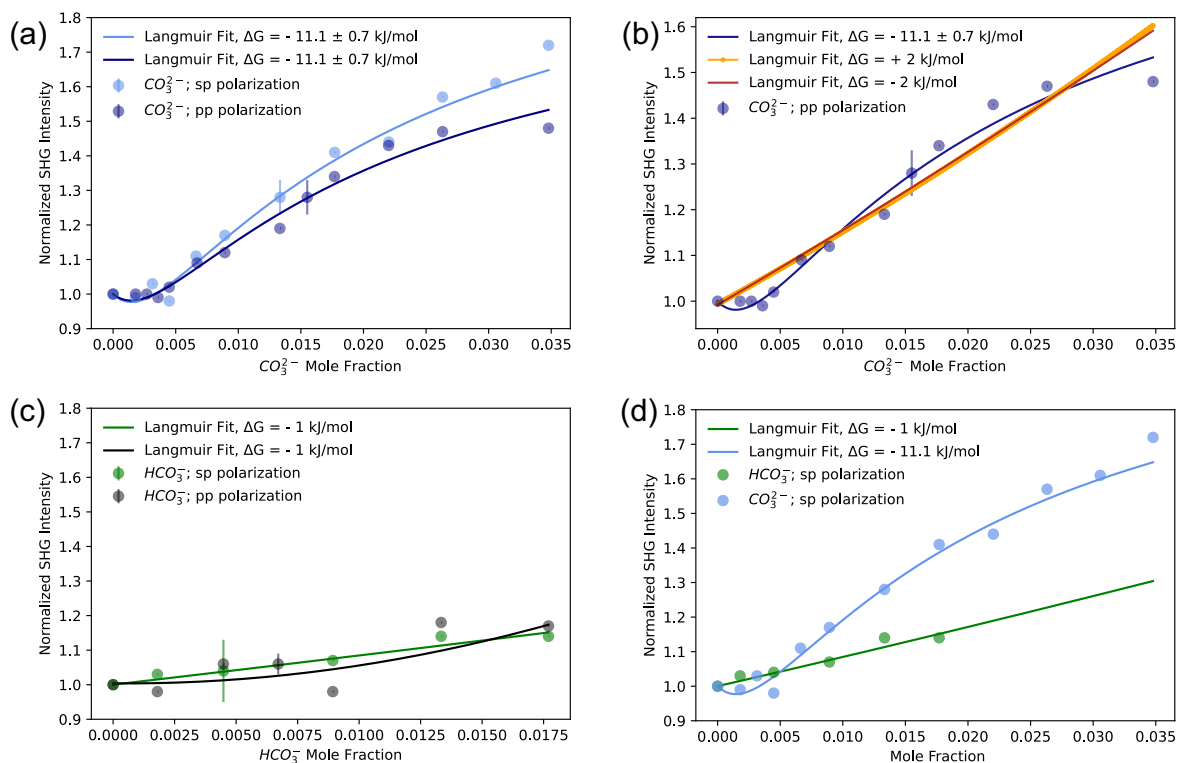 (a)
1.8
1.7
1.6
1.5
1.4
1.3
1.2
1.1
1.0
0.9
Normalized SHG Intensity
Langmuir Fit, ΔG = - 11.1 ± 0.7 kJ/mol
Langmuir Fit, ΔG = - 11.1 ± 0.7 kJ/mol
CO₃²⁻; sp polarization
CO₃²⁻; pp polarization
0.000 0.005 0.010 0.015 0.020 0.025 0.030 0.035
CO₃²⁻ Mole Fraction
(b)
1.6
1.5
1.4
1.3
1.2
1.1
1.0
Normalized SHG Intensity
Langmuir Fit, ΔG = -11.1 ± 0.7 kJ/mol
Langmuir Fit, ΔG = + 2 kJ/mol
Langmuir Fit, ΔG = - 2 kJ/mol
CO₃²⁻; pp polarization
0.000 0.005 0.010 0.015 0.020 0.025 0.030 0.035
CO₃²⁻ Mole Fraction
(c)
1.8
1.7
1.6
1.5
1.4
1.3
1.2
1.1
1.0
0.9
Normalized SHG Intensity
Langmuir Fit, ΔG = - 1 kJ/mol
Langmuir Fit, ΔG = - 1 kJ/mol
HCO₃⁻; sp polarization
HCO₃⁻; pp polarization
0.0000 0.0025 0.0050 0.0075 0.0100 0.0125 0.0150 0.0175
HCO₃⁻ Mole Fraction
(d)
1.8
1.7
1.6
1.5
1.4
1.3
1.2
1.1
1.0
0.9
Normalized SHG Intensity
Langmuir Fit, ΔG = - 1 kJ/mol
Langmuir Fit, ΔG = - 11.1 kJ/mol
HCO₃⁻; sp polarization
CO₃²⁻; sp polarization
0.000 0.005 0.010 0.015 0.020 0.025 0.030 0.035
Mole Fraction